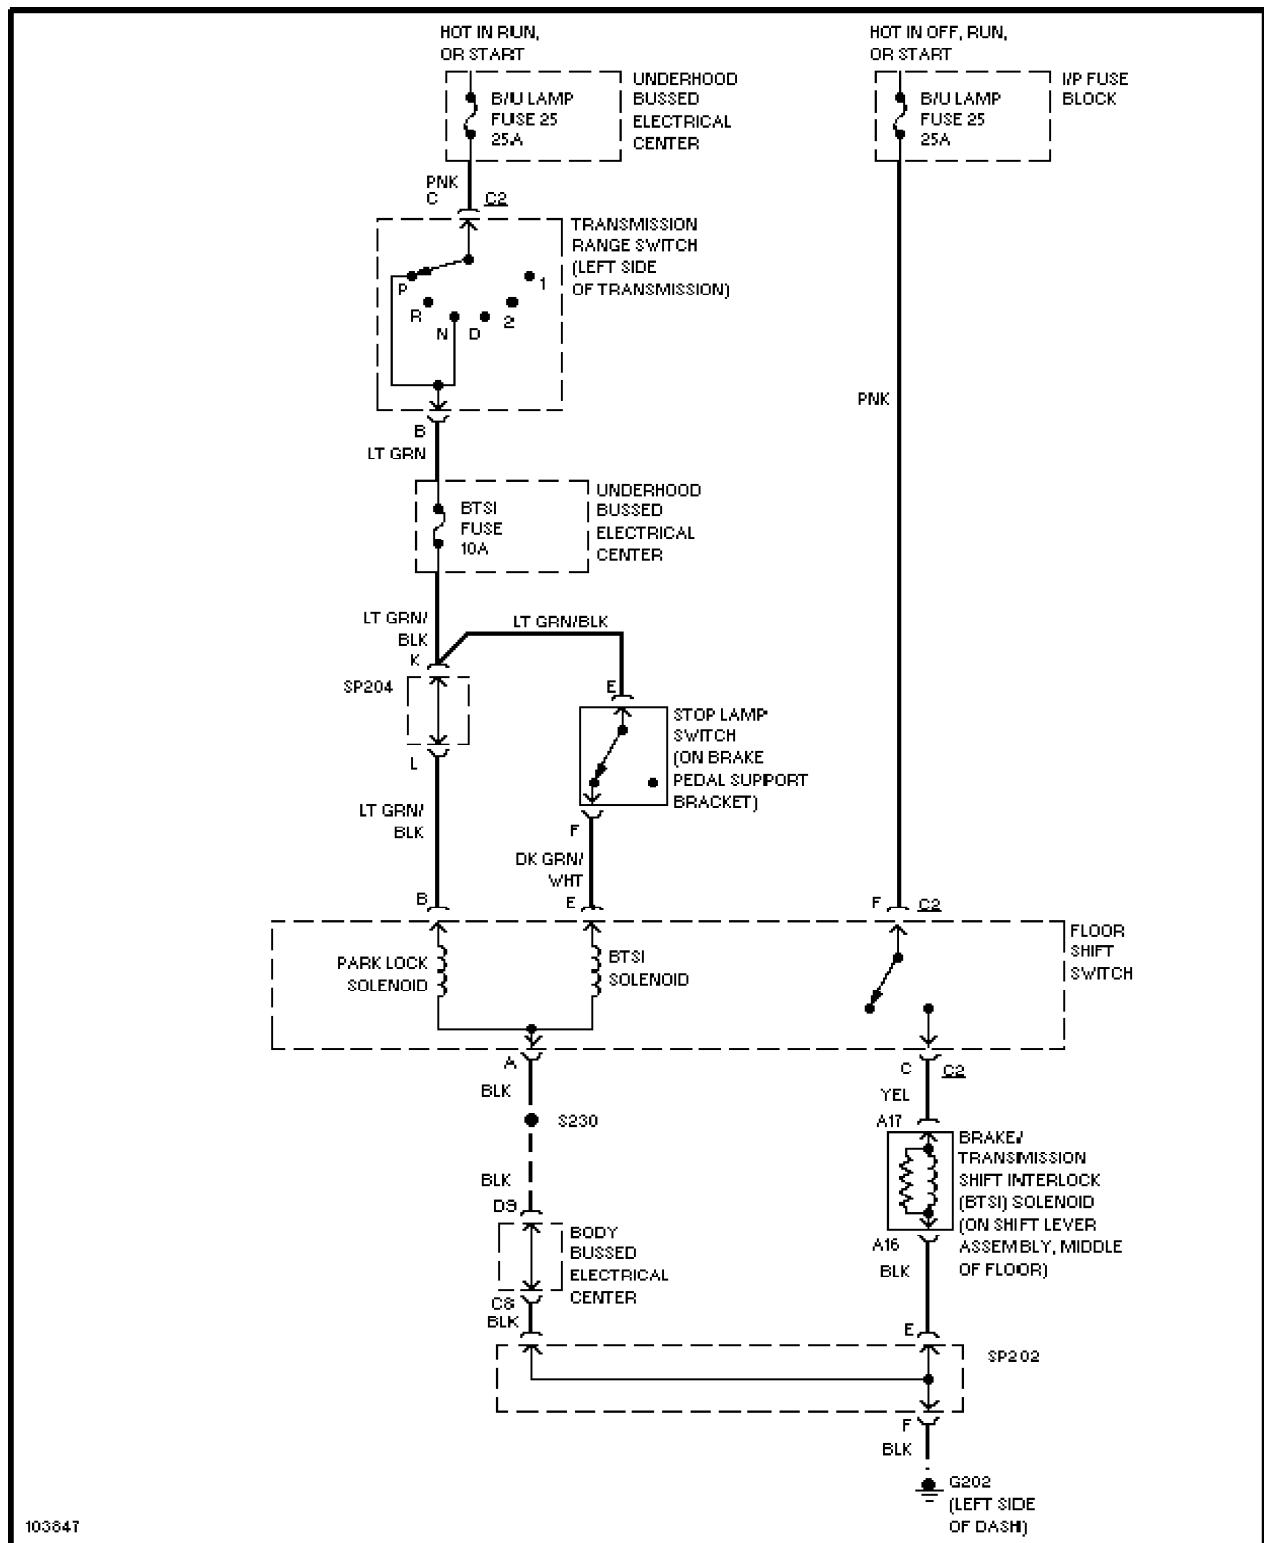 HOT IN RUN,
OR START
HOT IN OFF, RUN,
OR START
B/U LAMP
FUSE 25
25A
UNDERHOOD
BUSSED
ELECTRICAL
CENTER
B/U LAMP
FUSE 25
25A
I/P FUSE
BLOCK
PNK
C
C2
TRANSMISSION
RANGE SWITCH
(LEFT SIDE
OF TRANSMISSION)
P
R
N
D
2
1
PNK
B
LT GRN
BTSI
FUSE
10A
UNDERHOOD
BUSSED
ELECTRICAL
CENTER
LT GRN/
BLK
K
LT GRN/BLK
SP204
E
STOP LAMP
SWITCH
(ON BRAKE
PEDAL SUPPORT
BRACKET)
L
LT GRN/
BLK
F
DK GRN/
WHT
B
E
F
C2
PARK LOCK
SOLENOID
BTSI
SOLENOID
FLOOR
SHIFT
SWITCH
A
BLK
S230
C
C2
YEL
A17
BRAKE/
TRANSMISSION
SHIFT INTERLOCK
(BTSI) SOLENOID
(ON SHIFT LEVER
ASSEMBLY, MIDDLE
OF FLOOR)
BLK
D9
BODY
BUSSED
ELECTRICAL
CENTER
A16
BLK
C8
BLK
E
SP202
F
BLK
G202
(LEFT SIDE
OF DASH)
103847